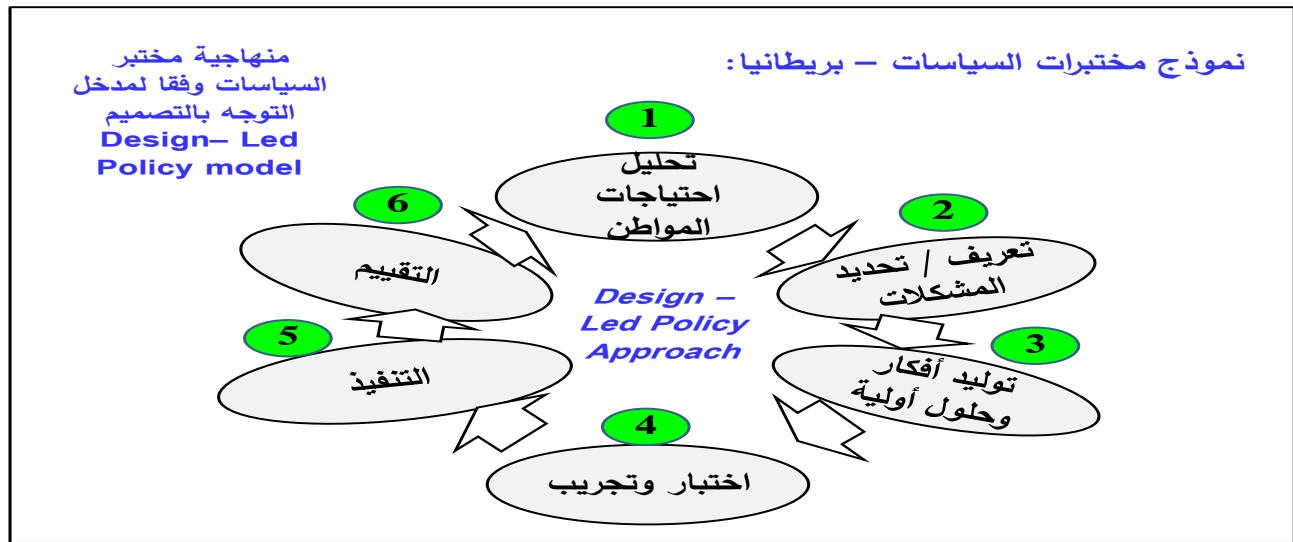 نموذج مختبرات السياسات – بريطانيا:
منهاجية مختبر
السياسات وفقا لمدخل
التوجه بالتصميم
Design– Led
Policy model
1
تحليل
احتياجات
المواطن
2
تعريف / تحديد
المشكلات
3
توليد أفكار
وحلول أولية
4
اختبار وتجريب
5
التنفيذ
6
التقييم
Design –
Led Policy
Approach